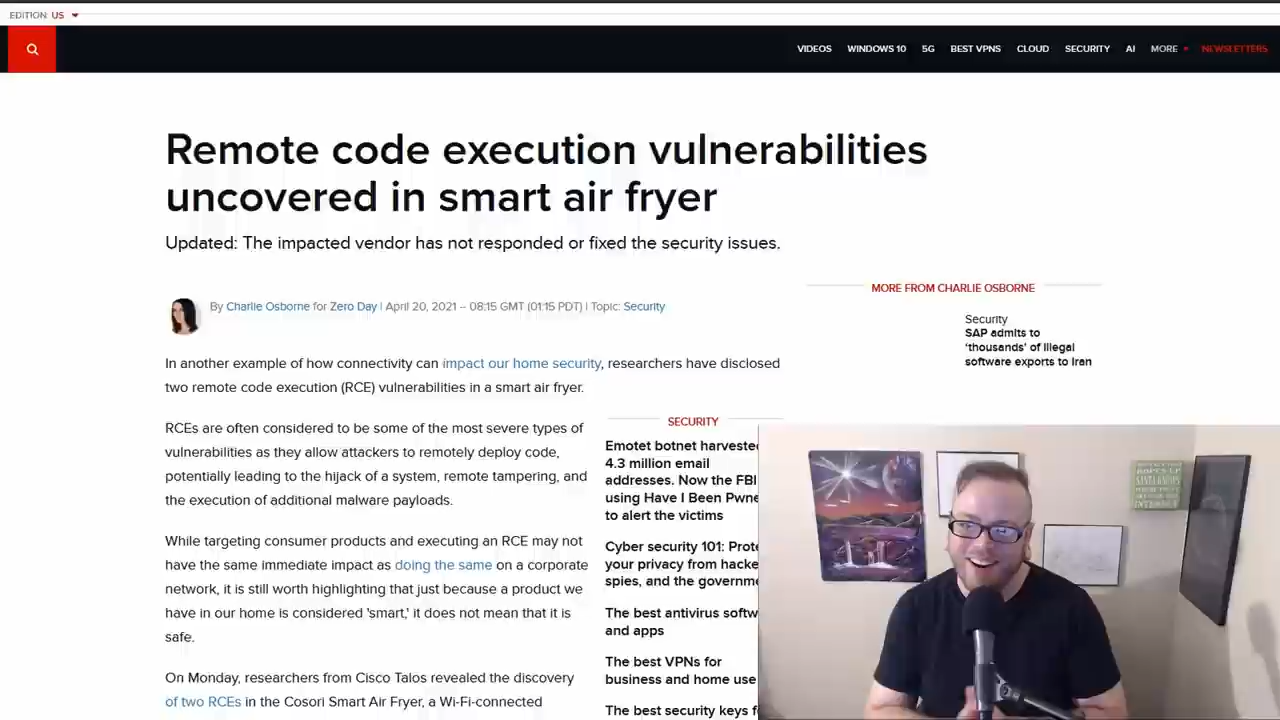 EDITION: US
VIDEOS WINDOWS 10 5G BEST VPNS CLOUD SECURITY AI MORE NEWSLETTERS
Remote code execution vulnerabilities
uncovered in smart air fryer
Updated: The impacted vendor has not responded or fixed the security issues.
By Charlie Osborne for Zero Day | April 20, 2021 -- 08:15 GMT (01:15 PDT) | Topic: Security
In another example of how connectivity can impact our home security, researchers have disclosed
two remote code execution (RCE) vulnerabilities in a smart air fryer.
RCEs are often considered to be some of the most severe types of
vulnerabilities as they allow attackers to remotely deploy code,
potentially leading to the hijack of a system, remote tampering, and
the execution of additional malware payloads.
While targeting consumer products and executing an RCE may not
have the same immediate impact as doing the same on a corporate
network, it is still worth highlighting that just because a product we
have in our home is considered 'smart,' it does not mean that it is
safe.
On Monday, researchers from Cisco Talos revealed the discovery
of two RCEs in the Cosori Smart Air Fryer, a Wi-Fi-connected
SECURITY
Emotet botnet harvested
4.3 million email
addresses. Now the FBI
using Have I Been Pwne
to alert the victims
Cyber security 101: Prote
your privacy from hacke
spies, and the governme
The best antivirus softw
and apps
The best VPNs for
business and home use
The best security keys f
MORE FROM CHARLIE OSBORNE
Security
SAP admits to
'thousands' of illegal
software exports to Iran